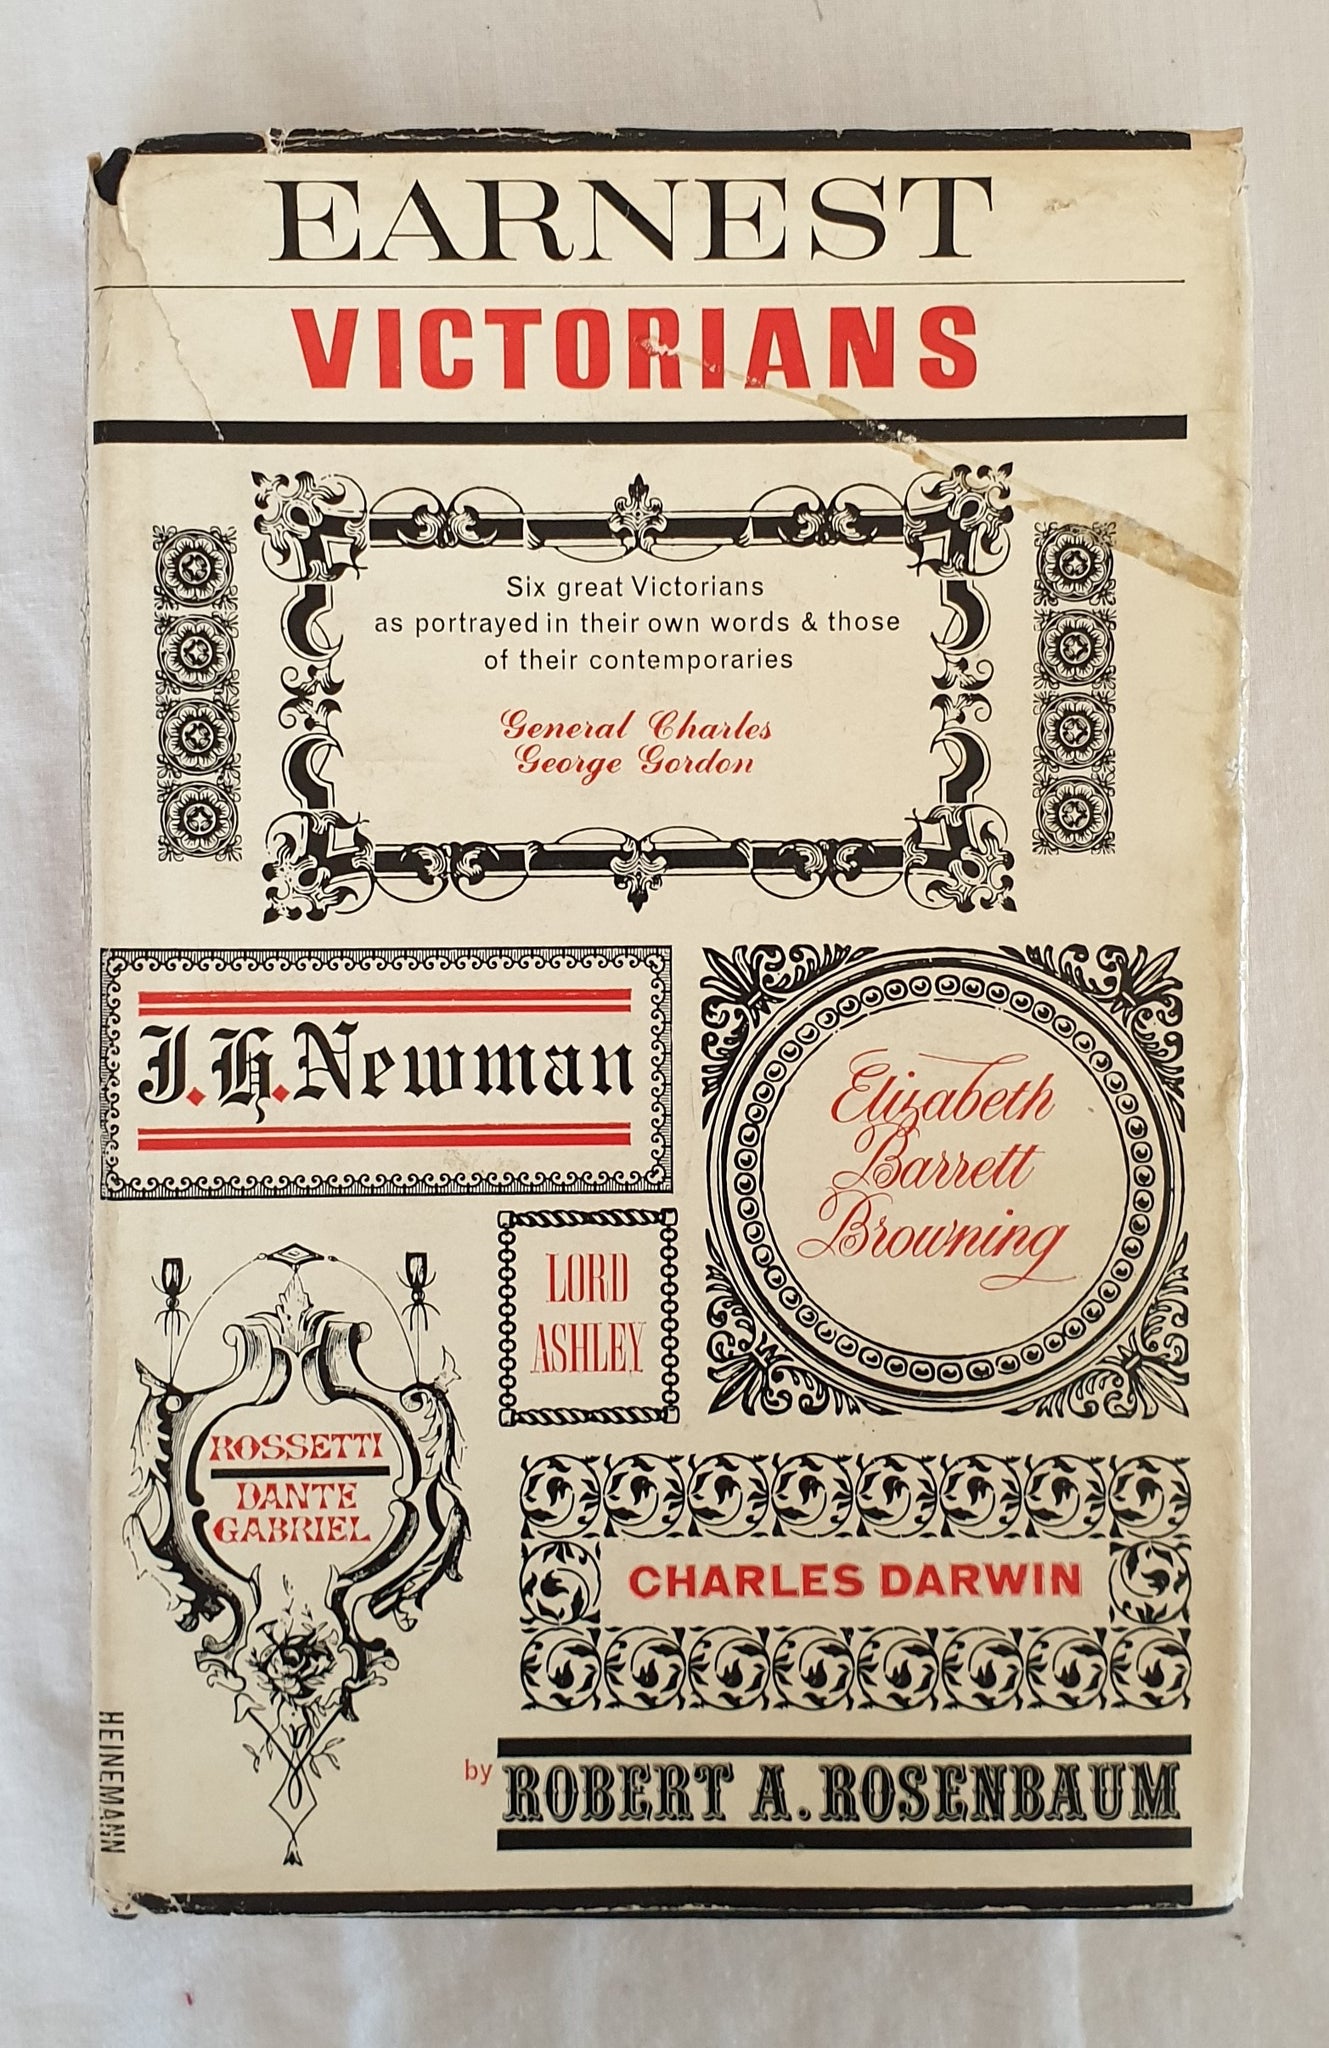 EARNEST
VICTORIANS
Six great Victorians
as portrayed in their own words & those
of their contemporaries
General Charles
George Gordon
J.H.Newman
Elizabeth
Barrett
Browning
LORD
ASHLEY
ROSSETTI
DANTE
GABRIEL
CHARLES DARWIN
by ROBERT A. ROSENBAUM
HEINEMANN